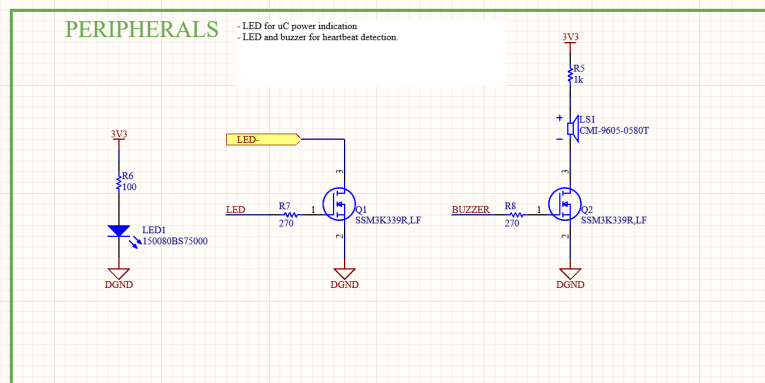 PERIPHERALS
- LED for uC power indication
- LED and buzzer for heartbeat detection.
3V3
R5
1k
+
LS1
CMI-9605-0580T
-
3V3
LED-
R6
100
3
3
LED
R7
270
1
Q1
SSM3K339R,LF
BUZZER
R8
270
1
Q2
SSM3K339R,LF
LED1
150080BS75000
2
2
DGND
DGND
DGND